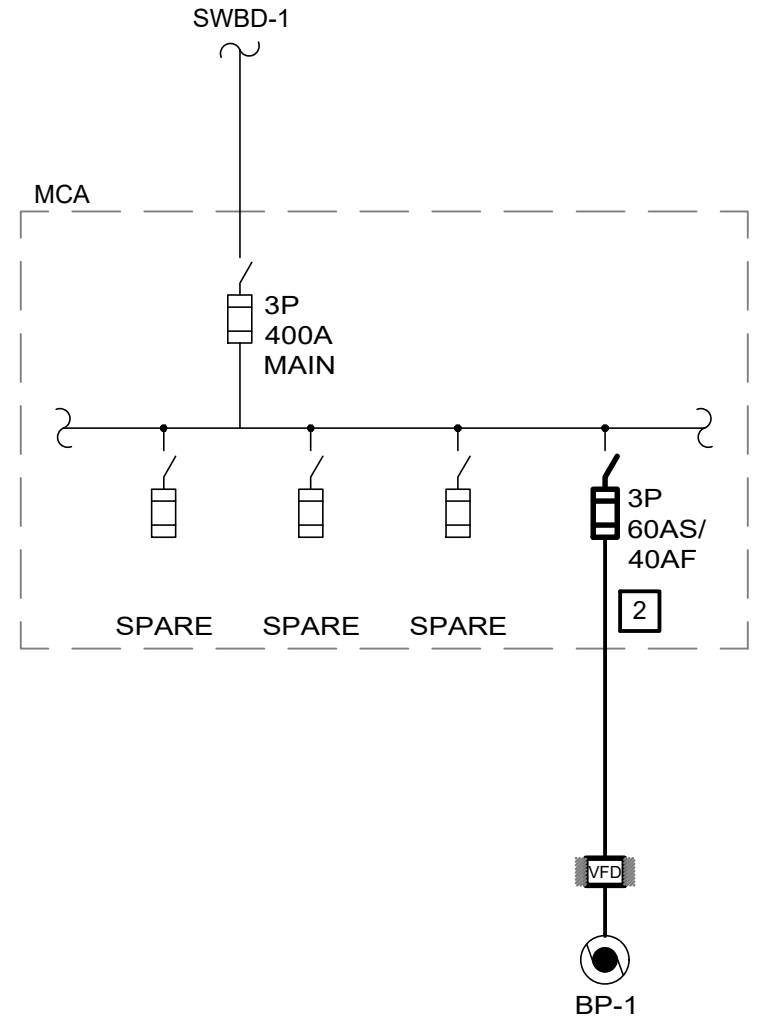 SWBD-1
MCA
3P
400A
MAIN
3P
60AS/
40AF
2
SPARE SPARE SPARE
VFD
BP-1